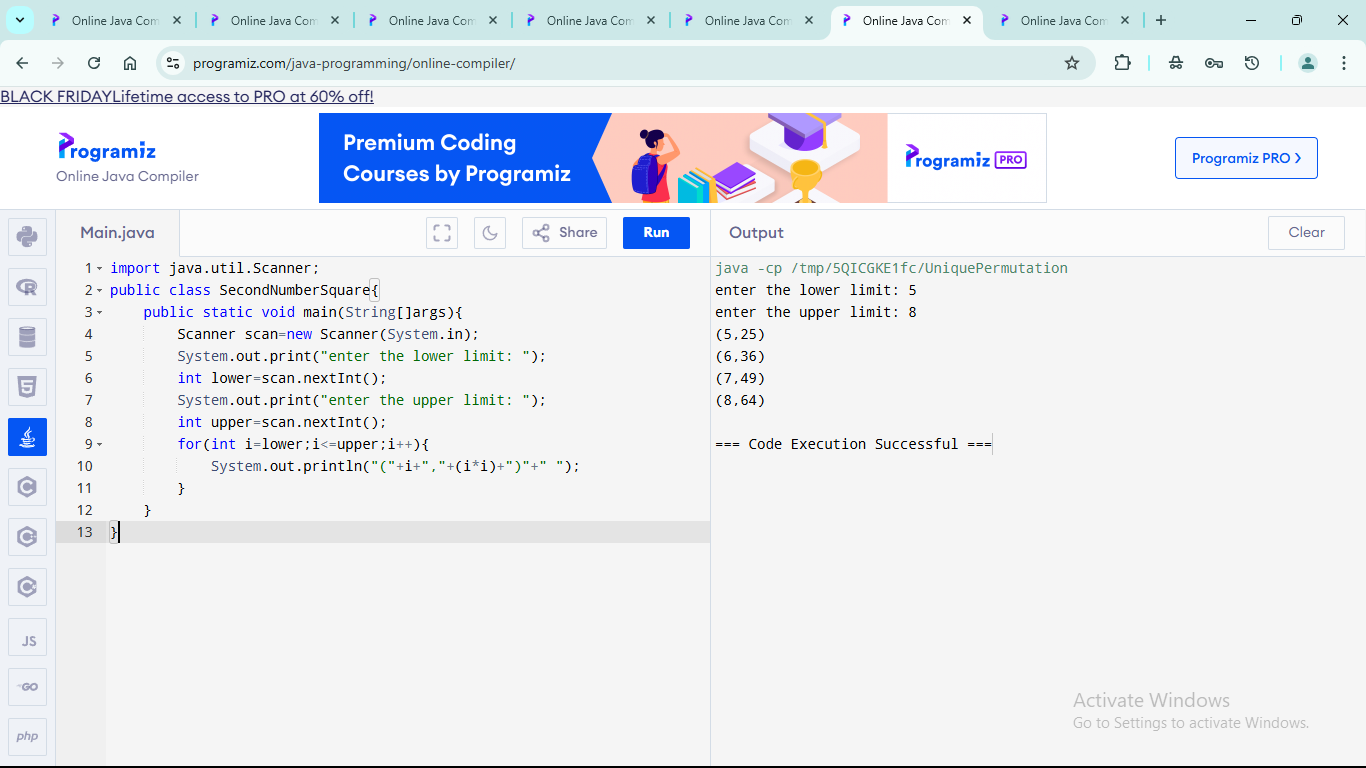 Online Java Com
Online Java Com
Online Java Com
Online Java Com
Online Java Com
Online Java Com
Online Java Com
programiz.com/java-programming/online-compiler/
BLACK FRIDAYLifetime access to PRO at 60% off!
Programiz
Online Java Compiler
Premium Coding
Courses by Programiz
Programiz PRO
Programiz PRO >
Main.java
Share
Run
Output
Clear
1 import java.util.Scanner;
2 public class SecondNumberSquare{
3     public static void main(String[]args){
4         Scanner scan=new Scanner(System.in);
5         System.out.print("enter the lower limit: ");
6         int lower=scan.nextInt();
7         System.out.print("enter the upper limit: ");
8         int upper=scan.nextInt();
9         for(int i=lower;i<=upper;i++){
10             System.out.println("("+i+","+(i*i)+")"+" ");
11         }
12     }
13 }
java -cp /tmp/5QICGKE1fc/UniquePermutation
enter the lower limit: 5
enter the upper limit: 8
(5,25)
(6,36)
(7,49)
(8,64)
=== Code Execution Successful ===
R
5
C
C
C
JS
GO
php
Activate Windows
Go to Settings to activate Windows.